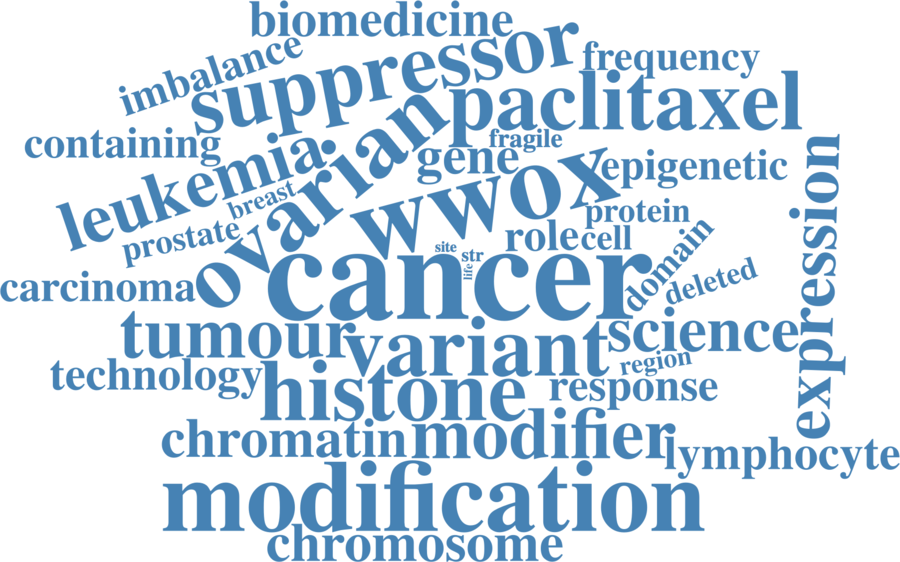 biomedicine
imbalance
suppressor
frequency
paclitaxel
containing
fragile
leukemia
ovarian
gene
wwox
epigenetic
expression
breast
protein
prostate
role
cell
site
str
life
domain
cancer
deleted
carcinoma
tumour
variant
science
region
technology
histone
response
chromatin
modifier
lymphocyte
modification
chromosome